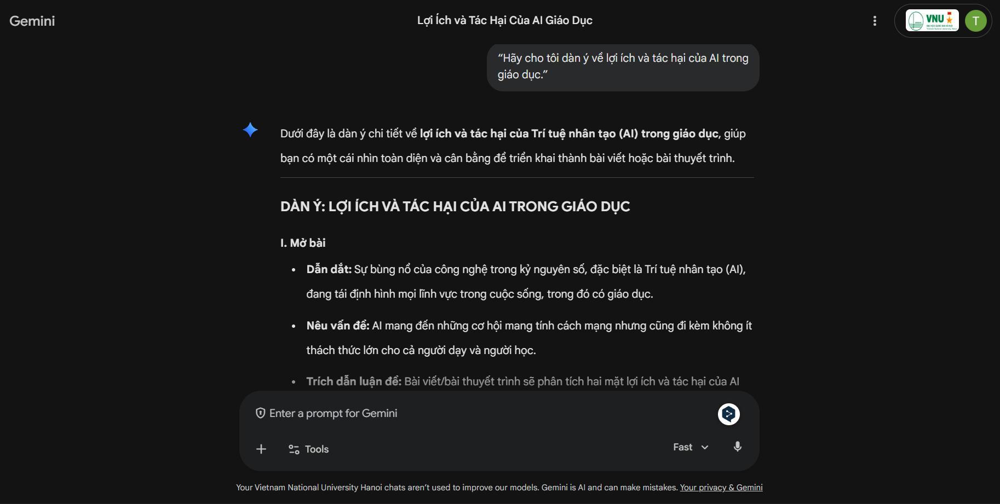 Gemini
Lợi Ích và Tác Hại Của AI Giáo Dục
VNU
ĐẠI HỌC QUỐC GIA HÀ NỘI
Vietnam National University, Hanoi
T
“Hãy cho tôi dàn ý về lợi ích và tác hại của AI trong
giáo dục.”
Dưới đây là dàn ý chi tiết về lợi ích và tác hại của Trí tuệ nhân tạo (AI) trong giáo dục, giúp
bạn có một cái nhìn toàn diện và cân bằng để triển khai thành bài viết hoặc bài thuyết trình.
DÀN Ý: LỢI ÍCH VÀ TÁC HẠI CỦA AI TRONG GIÁO DỤC
I. Mở bài
• Dẫn dắt: Sự bùng nổ của công nghệ trong kỷ nguyên số, đặc biệt là Trí tuệ nhân tạo (AI),
đang tái định hình mọi lĩnh vực trong cuộc sống, trong đó có giáo dục.
• Nêu vấn đề: AI mang đến những cơ hội mang tính cách mạng nhưng cũng đi kèm không ít
thách thức lớn cho cả người dạy và người học.
• Trích dẫn luận đề: Bài viết/bài thuyết trình sẽ phân tích hai mặt lợi ích và tác hại của AI
Enter a prompt for Gemini
Tools
Fast
Your Vietnam National University Hanoi chats aren’t used to improve our models. Gemini is AI and can make mistakes. Your privacy & Gemini